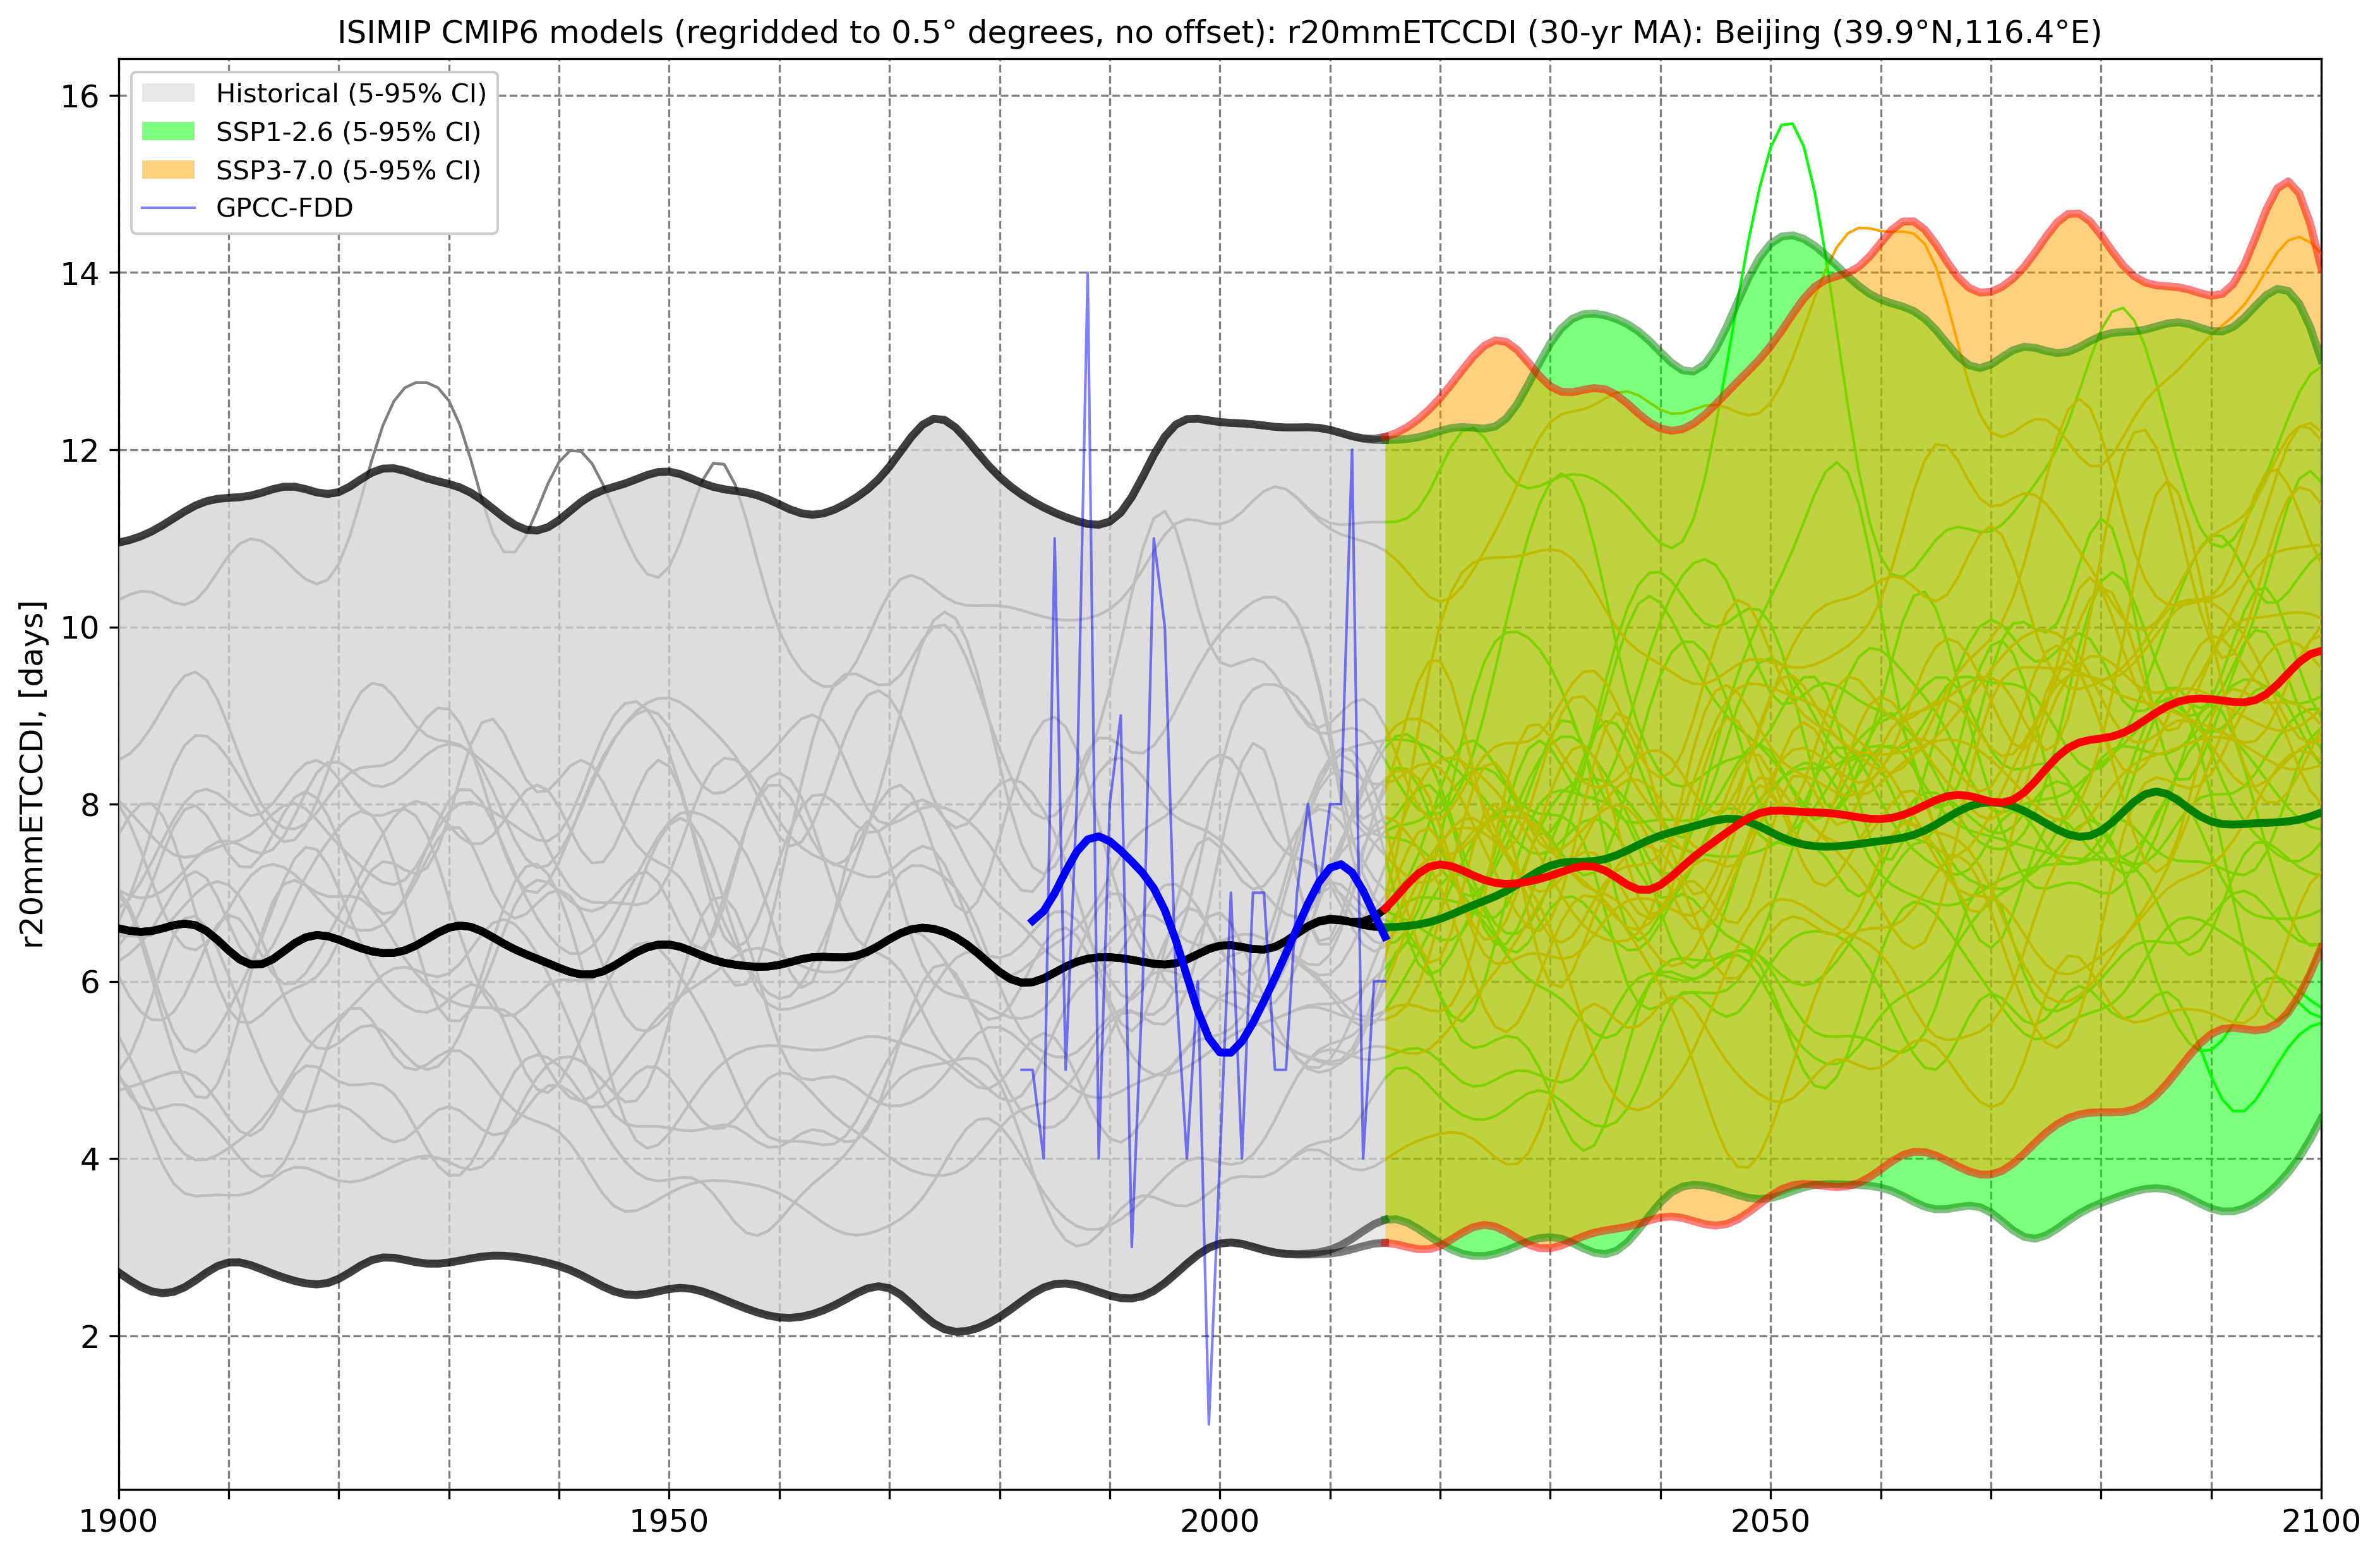 ISIMIP CMIP6 models (regridded to 0.5° degrees, no offset): r20mmETCCDI (30-yr MA): Beijing (39.9°N,116.4°E)
Historical (5-95% CI)
SSP1-2.6 (5-95% CI)
SSP3-7.0 (5-95% CI)
GPCC-FDD
r20mmETCCDI, [days]
16
14
12
10
8
6
4
2
1900 1950 2000 2050 2100